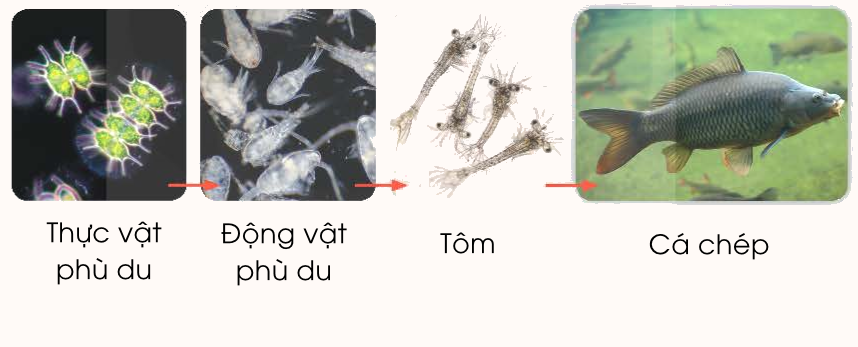 Thực vật
phù du
Động vật
phù du
Tôm
Cá chép